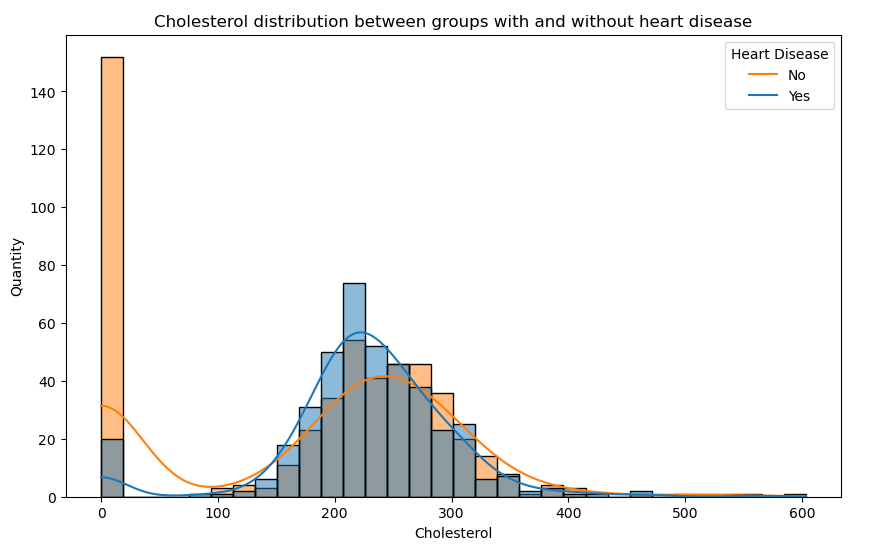 Cholesterol distribution between groups with and without heart disease
Heart Disease
No
Yes
Quantity
140
120
100
80
60
40
20
0
0 100 200 300 400 500 600
Cholesterol